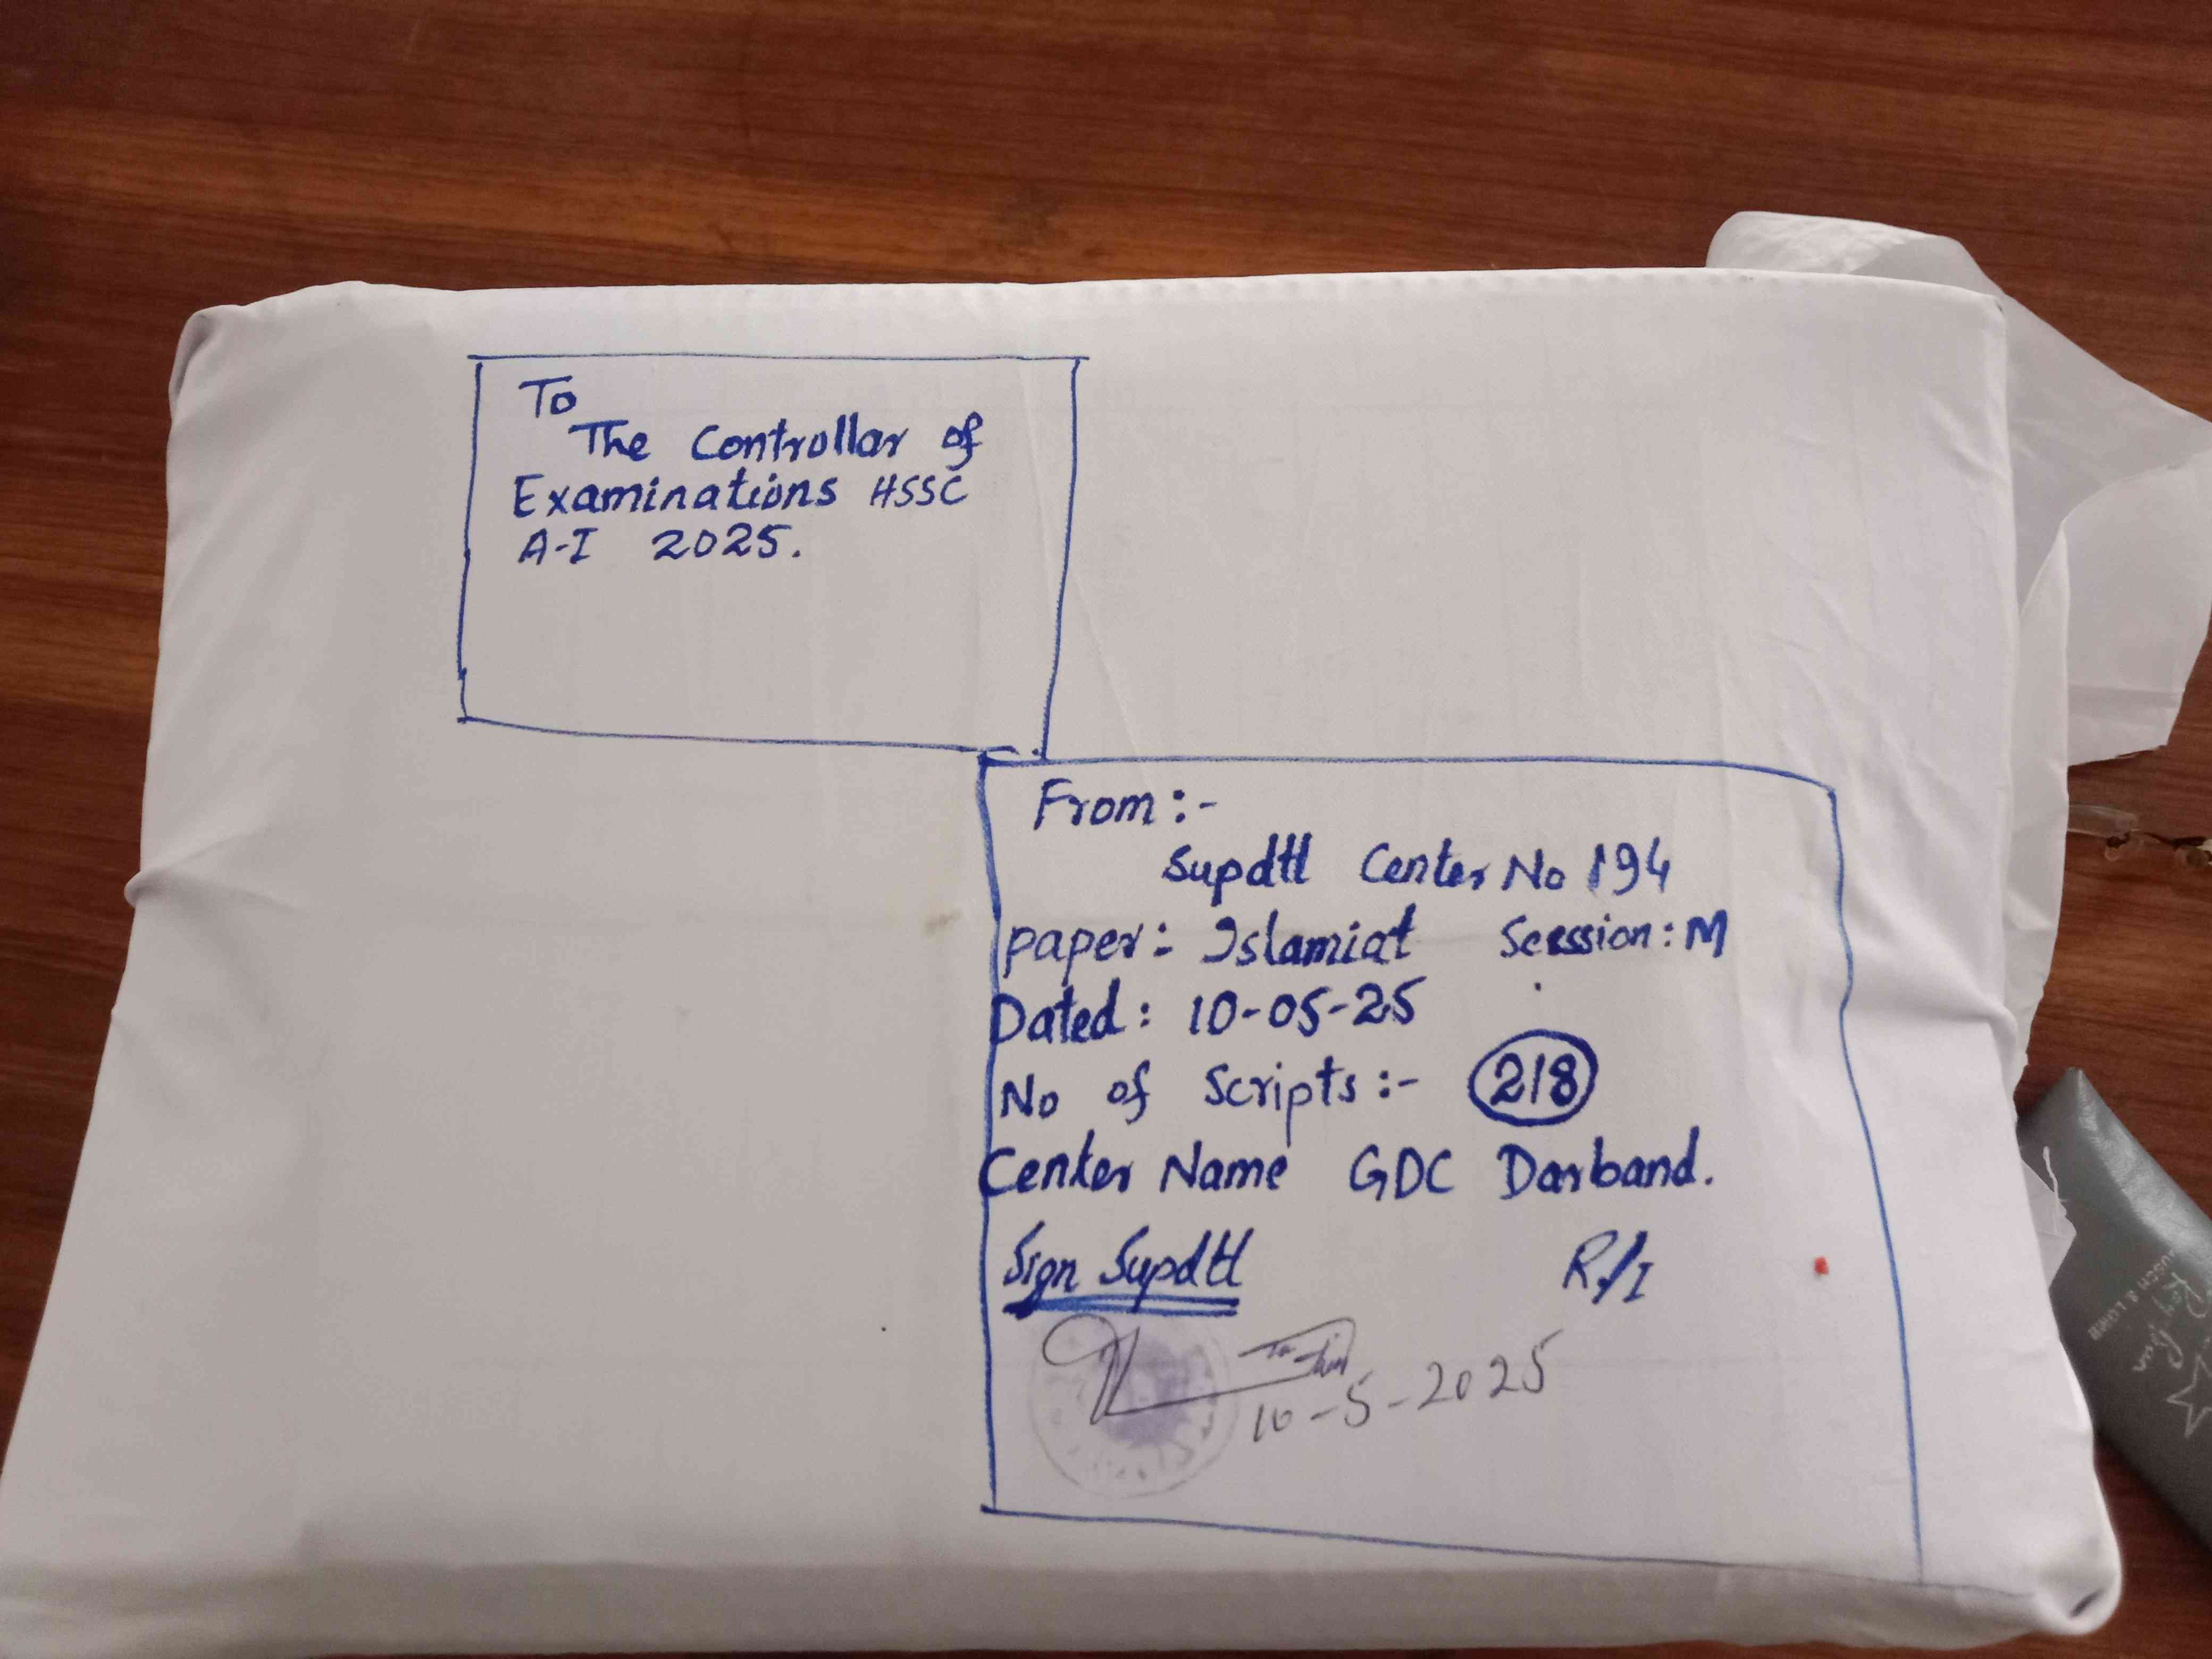 To
The Controllar of
Examinations HSSC
A-I 2025.
From :-
Supdtt Center No 194
paper:- Islamiat Scession: M
Dated: 10-05-25
No of Scripts :- 218
Center Name GDC Darband.
Sign Supdtt R/I
10-5-2025